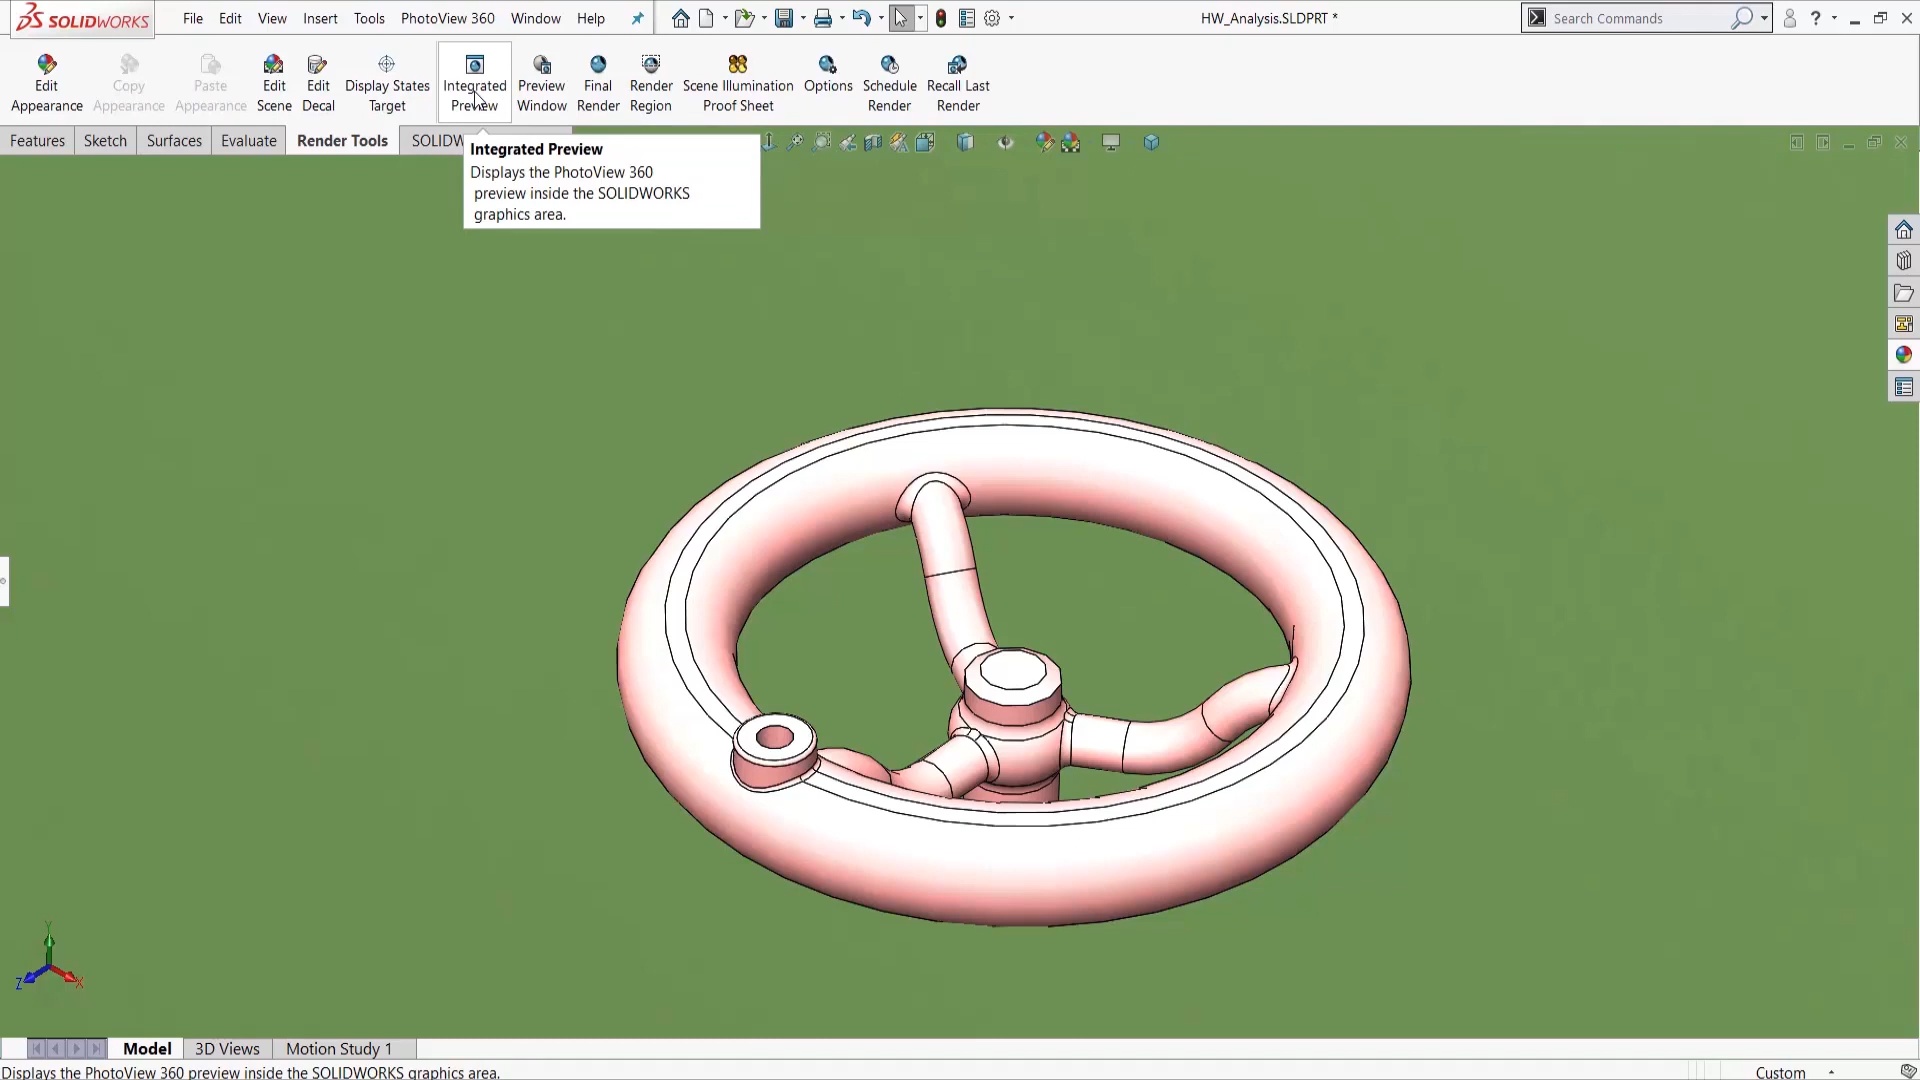 SOLIDWORKS File Edit View Insert Tools PhotoView 360 Window Help HW_Analysis.SLDPRT * Search Commands ?
Edit Appearance
Copy Appearance
Paste Appearance
Edit Scene
Edit Decal
Display States Target
Integrated Preview
Preview Window
Final Render
Render Region
Scene Illumination Proof Sheet
Options
Schedule Render
Recall Last Render
Features Sketch Surfaces Evaluate Render Tools SOLIDW
Integrated Preview
Displays the PhotoView 360
preview inside the SOLIDWORKS
graphics area.
Y
Z X
Model 3D Views Motion Study 1
Displays the PhotoView 360 preview inside the SOLIDWORKS graphics area. Custom